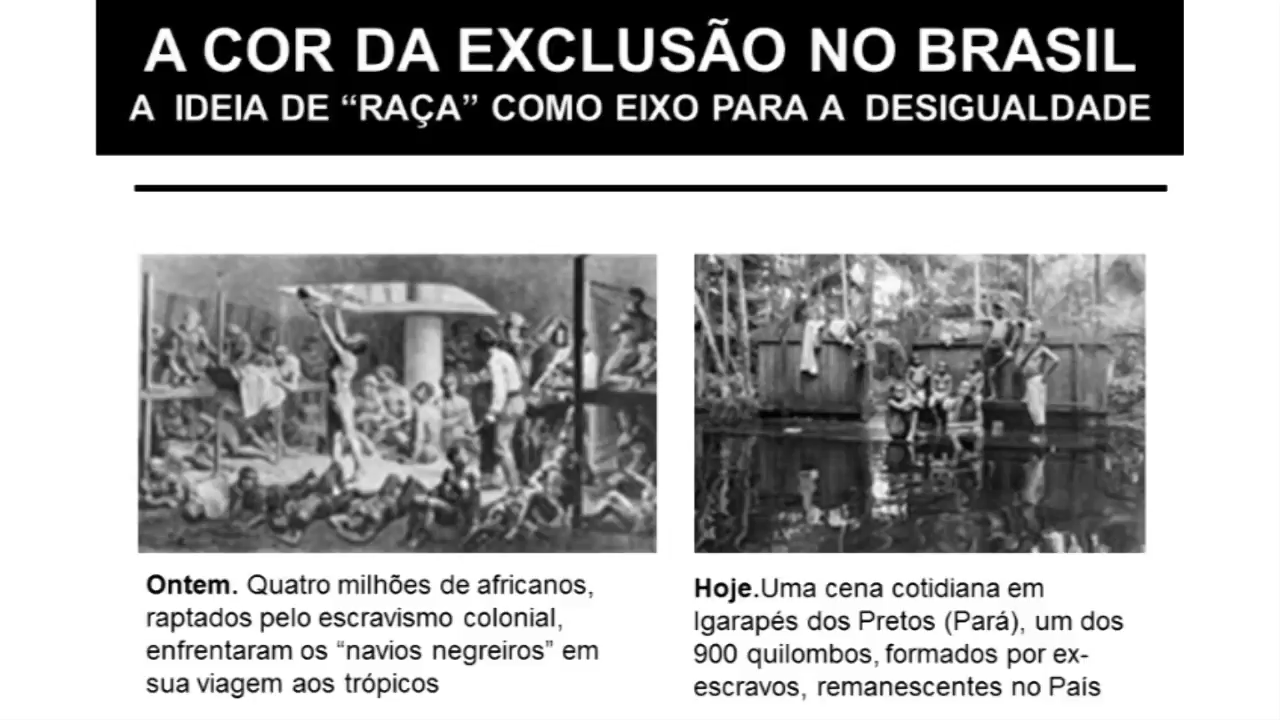 A COR DA EXCLUSÃO NO BRASIL
A IDEIA DE “RAÇA” COMO EIXO PARA A DESIGUALDADE
Ontem. Quatro milhões de africanos,
raptados pelo escravismo colonial,
enfrentaram os “navios negreiros” em
sua viagem aos trópicos
Hoje.Uma cena cotidiana em
Igarapés dos Pretos (Pará), um dos
900 quilombos, formados por ex-
escravos, remanescentes no País